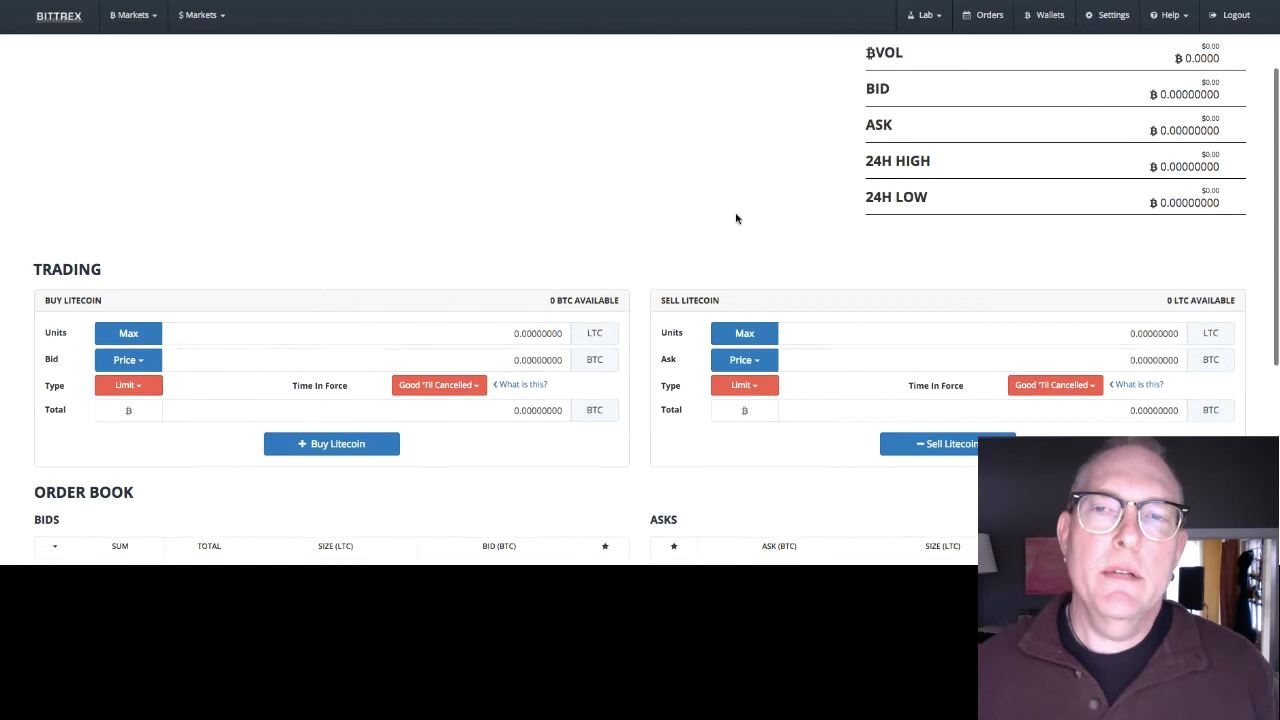 BITTREX ₿ Markets $ Markets Lab Orders ₿ Wallets Settings Help Logout
₿VOL $0.00 ₿ 0.0000
BID $0.00 ₿ 0.00000000
ASK $0.00 ₿ 0.00000000
24H HIGH $0.00 ₿ 0.00000000
24H LOW $0.00 ₿ 0.00000000
TRADING
BUY LITECOIN 0 BTC AVAILABLE
Units Max 0.00000000 LTC
Bid Price 0.00000000 BTC
Type Limit Time In Force Good 'Til Cancelled What is this?
Total ₿ 0.00000000 BTC
+ Buy Litecoin
SELL LITECOIN 0 LTC AVAILABLE
Units Max 0.00000000 LTC
Ask Price 0.00000000 BTC
Type Limit Time In Force Good 'Til Cancelled What is this?
Total ₿ 0.00000000 BTC
− Sell Litecoin
ORDER BOOK
BIDS
SUM TOTAL SIZE (LTC) BID (BTC) ★
ASKS
★ ASK (BTC) SIZE (LTC)